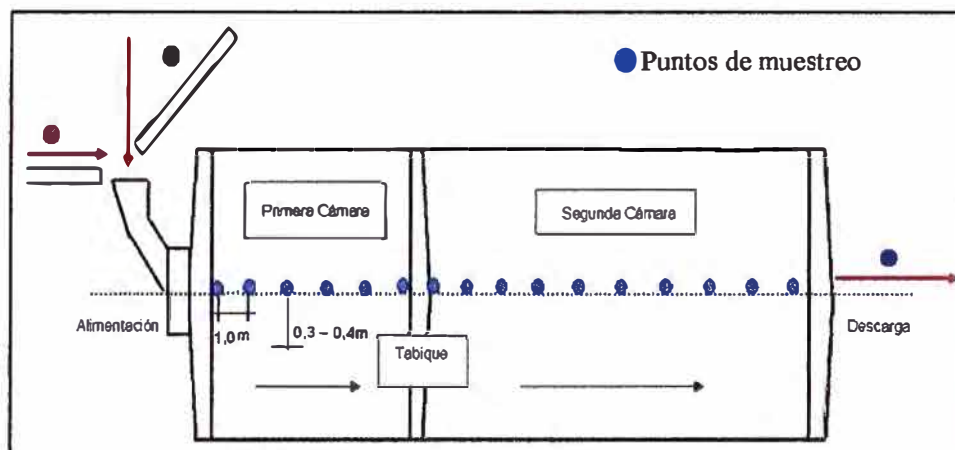 Puntos de muestreo
Primera Cámara
Segunda Cámara
Alimentación
1,0m
0,3 – 0,4m
Tabique
Descarga